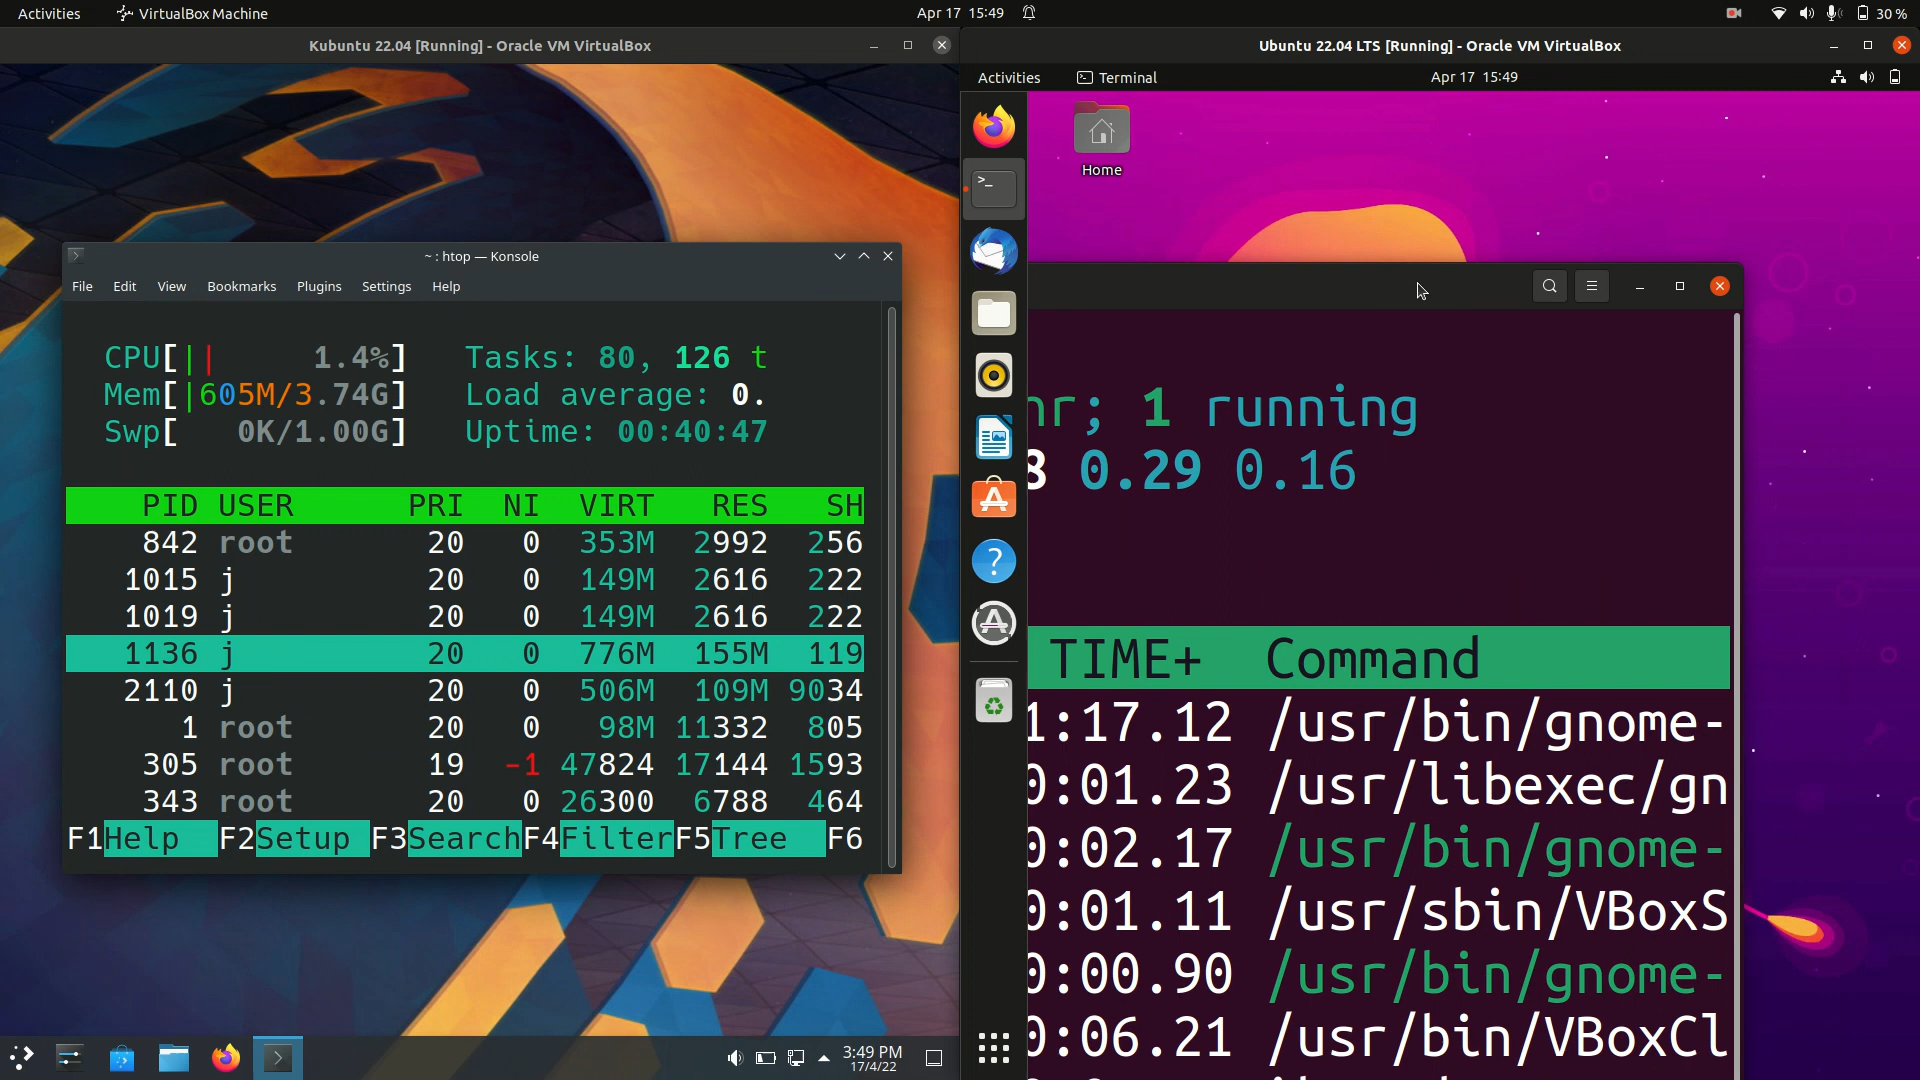 Activities
VirtualBox Machine
Apr 17 15:49
30 %
Kubuntu 22.04 [Running] - Oracle VM VirtualBox
~ : htop — Konsole
File Edit View Bookmarks Plugins Settings Help
CPU[|| 1.4%] Tasks: 80, 126 t
Mem[|605M/3.74G] Load average: 0.
Swp[ 0K/1.00G] Uptime: 00:40:47
PID USER PRI NI VIRT RES SH
842 root 20 0 353M 2992 256
1015 j 20 0 149M 2616 222
1019 j 20 0 149M 2616 222
1136 j 20 0 776M 155M 119
2110 j 20 0 506M 109M 9034
1 root 20 0 98M 11332 805
305 root 19 -1 47824 17144 1593
343 root 20 0 26300 6788 464
F1Help F2Setup F3SearchF4FilterF5Tree F6
3:49 PM
17/4/22
Ubuntu 22.04 LTS [Running] - Oracle VM VirtualBox
Activities
Terminal
Apr 17 15:49
Home
hr; 1 running
8 0.29 0.16
TIME+ Command
1:17.12 /usr/bin/gnome-
0:01.23 /usr/libexec/gn
0:02.17 /usr/bin/gnome-
0:01.11 /usr/sbin/VBoxS
0:00.90 /usr/bin/gnome-
0:06.21 /usr/bin/VBoxCl